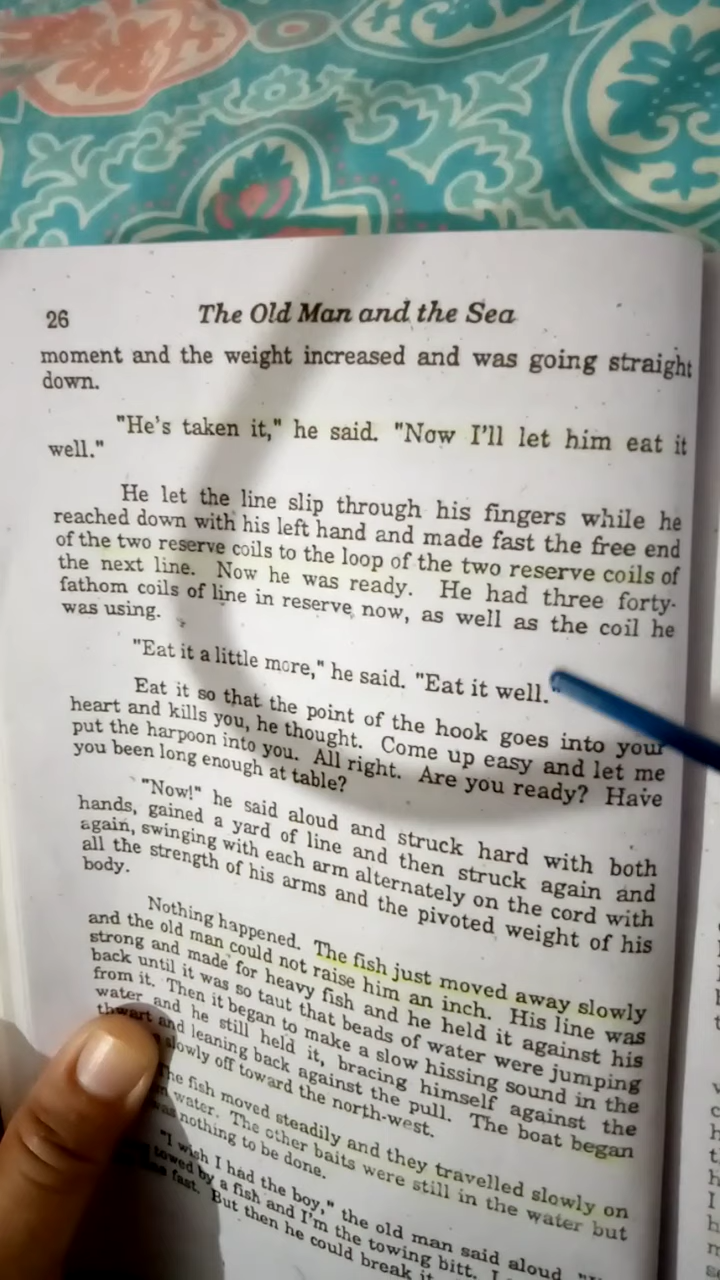 26
The Old Man and the Sea
moment and the weight increased and was going straight
down.
"He's taken it," he said. "Now I'll let him eat it
well."
He let the line slip through his fingers while he
reached down with his left hand and made fast the free end
of the two reserve coils to the loop of the two reserve coils of
the next line. Now he was ready. He had three forty-
fathom coils of line in reserve now, as well as the coil he
was using.
"Eat it a little more," he said. "Eat it well."
Eat it so that the point of the hook goes into your
heart and kills you, he thought. Come up easy and let me
put the harpoon into you. All right. Are you ready? Have
you been long enough at table?
"Now!" he said aloud and struck hard with both
hands, gained a yard of line and then struck again and
again, swinging with each arm alternately on the cord with
all the strength of his arms and the pivoted weight of his
body.
Nothing happened. The fish just moved away slowly
and the old man could not raise him an inch. His line was
strong and made for heavy fish and he held it against his
back until it was so taut that beads of water were jumping
from it. Then it began to make a slow hissing sound in the
water and he still held it, bracing himself against the
thwart and leaning back against the pull. The boat began
slowly off toward the north-west.
The fish moved steadily and they travelled slowly on
water. The other baits were still in the water but
was nothing to be done.
"I wish I had the boy," the old man said aloud
towed by a fish and I'm the towing bitt.
fast. But then he could break it